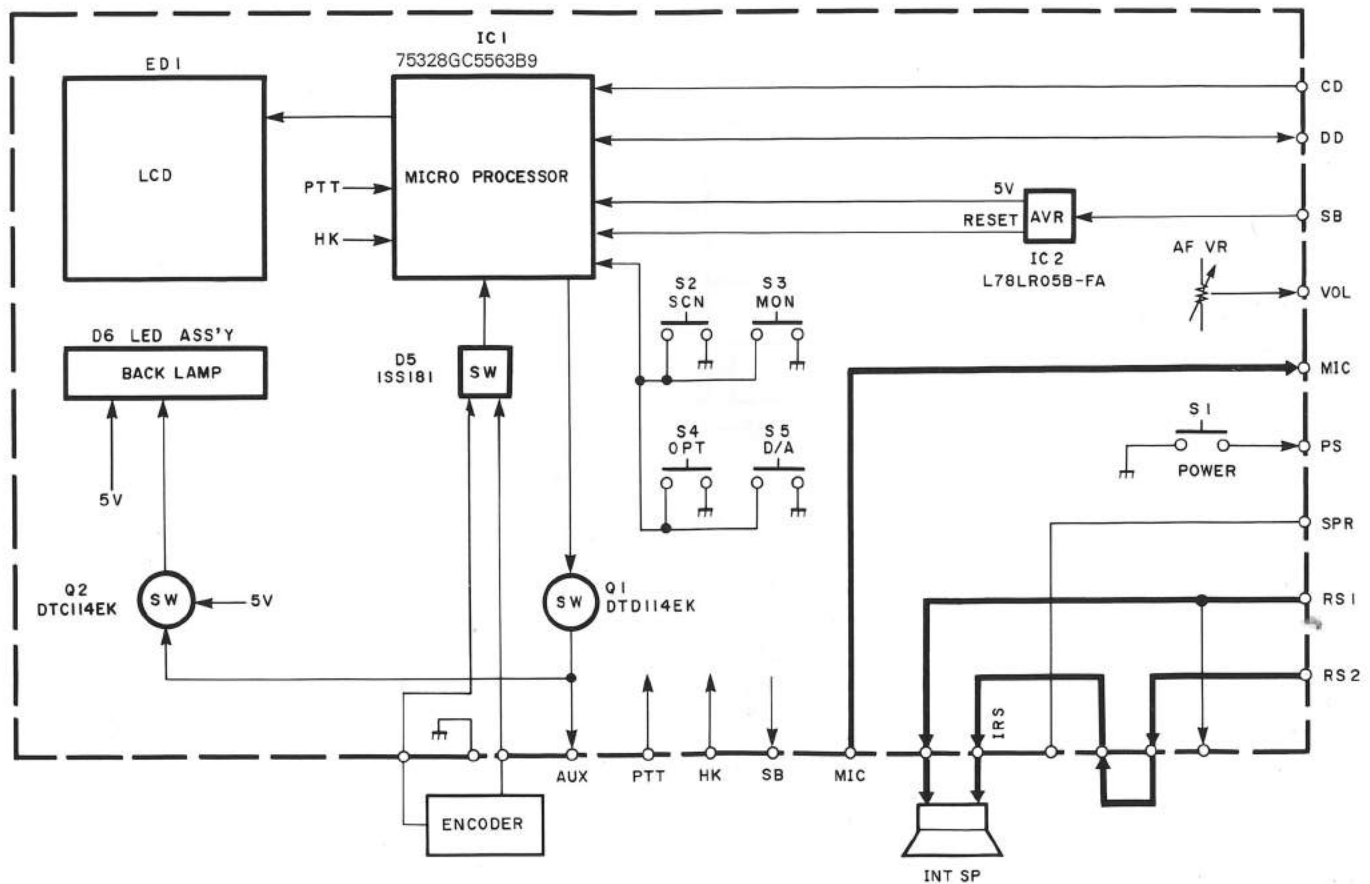 IC1
75328GC5563B9
ED1
LCD
MICRO PROCESSOR
PTT
HK
CD
DD
5V
RESET
AVR
SB
IC2
L78LR05B-FA
AF VR
VOL
S2
SCN
S3
MON
D6 LED ASS'Y
BACK LAMP
D5
1SS181
SW
MIC
S1
POWER
PS
S4
OPT
S5
D/A
5V
SPR
Q2
DTC114EK
SW
5V
Q1
DTD114EK
SW
RS1
RS2
IRS
AUX
PTT
HK
SB
MIC
ENCODER
INT SP